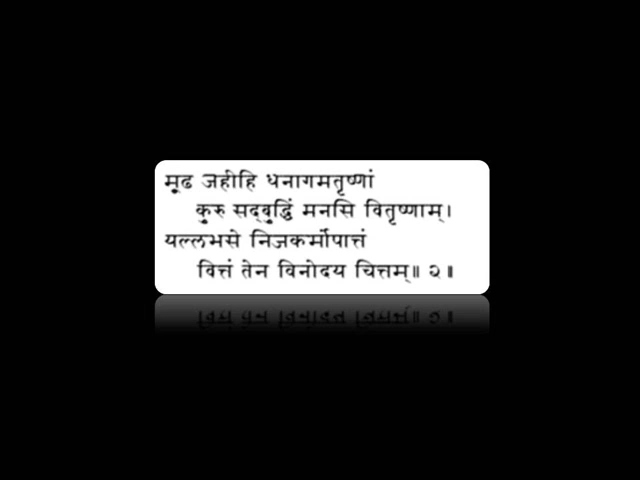 मूढ जहीहि धनागमतृष्णां
कुरु सद्बुद्धिं मनसि वितृष्णाम्।
यल्लभसे निजकर्मोपात्तं
वित्तं तेन विनोदय चित्तम्॥ २॥